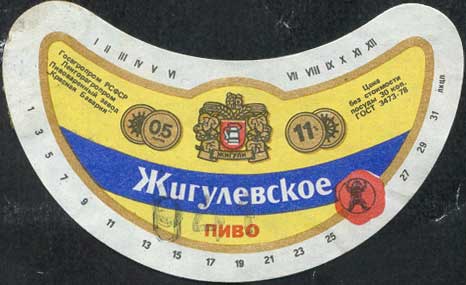 I II III IV V VI
VII VIII IX X XI XII
Госагропром РСФСР
Ленгорагропром
Пивоваренный завод
„Красная Бавария“
Цена
без стоимости
посуды 30 коп.
ГОСТ 3473-78
05
ЖИГУЛИ
11
Жигулевское
ПИВО
1 3 5 7 9 11 13 15 17 19 21 23 25 27 29 31